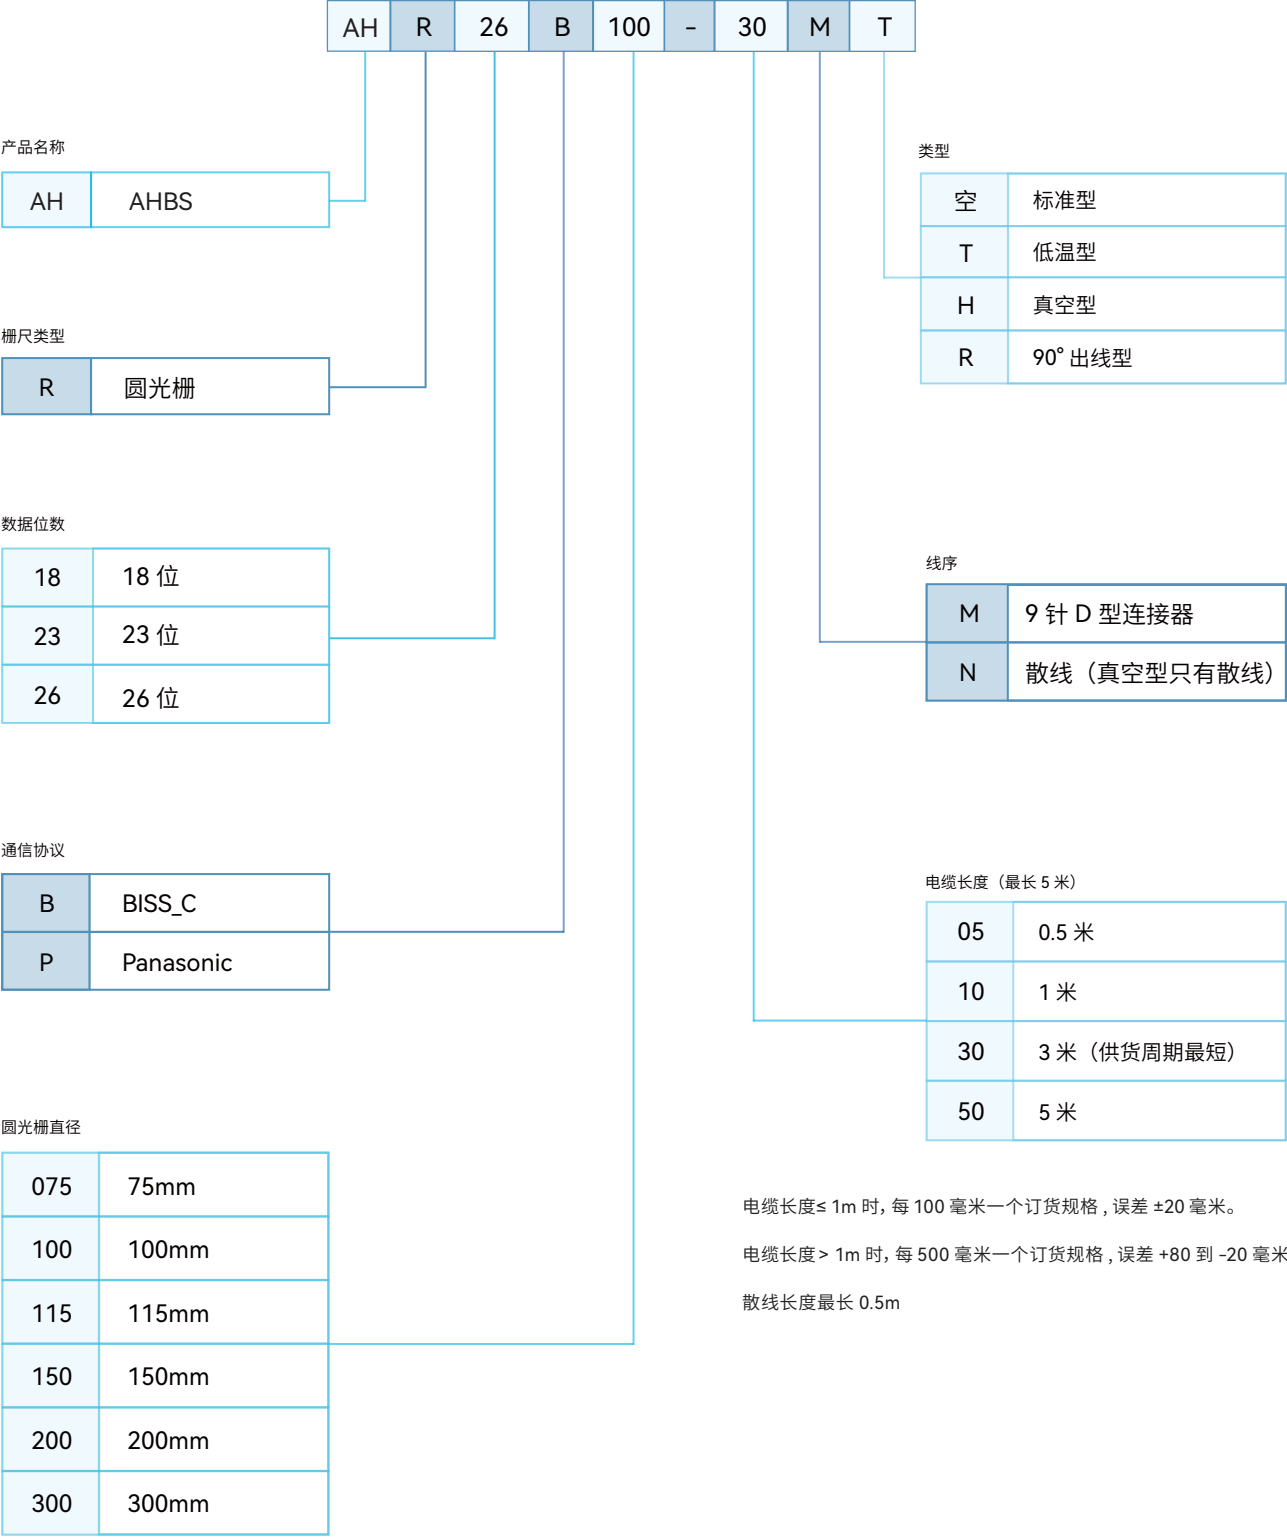 AH R 26 B 100 - 30 M T
产品名称
AH AHBS
栅尺类型
R 圆光栅
数据位数
18 18 位
23 23 位
26 26 位
通信协议
B BISS_C
P Panasonic
圆光栅直径
075 75mm
100 100mm
115 115mm
150 150mm
200 200mm
300 300mm
类型
空 标准型
T 低温型
H 真空型
R 90° 出线型
线序
M 9 针 D 型连接器
N 散线（真空型只有散线）
电缆长度（最长 5 米）
05 0.5 米
10 1 米
30 3 米（供货周期最短）
50 5 米
电缆长度≤ 1m 时, 每 100 毫米一个订货规格 , 误差 ±20 毫米。
电缆长度 > 1m 时, 每 500 毫米一个订货规格 , 误差 +80 到 -20 毫米
散线长度最长 0.5m